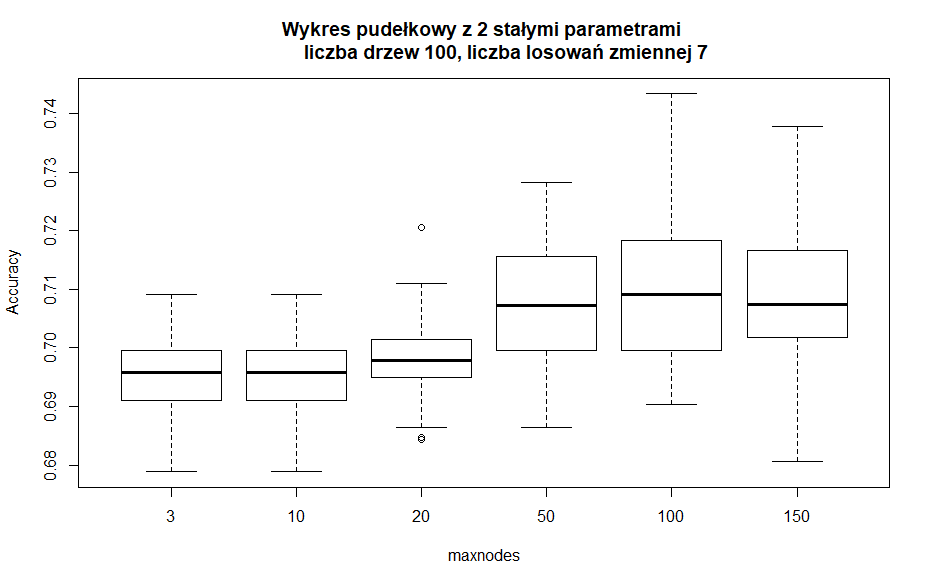 Wykres pudełkowy z 2 stałymi parametrami
liczba drzew 100, liczba losowań zmiennej 7
Accuracy
0.74
0.73
0.72
0.71
0.70
0.69
0.68
3 10 20 50 100 150
maxnodes